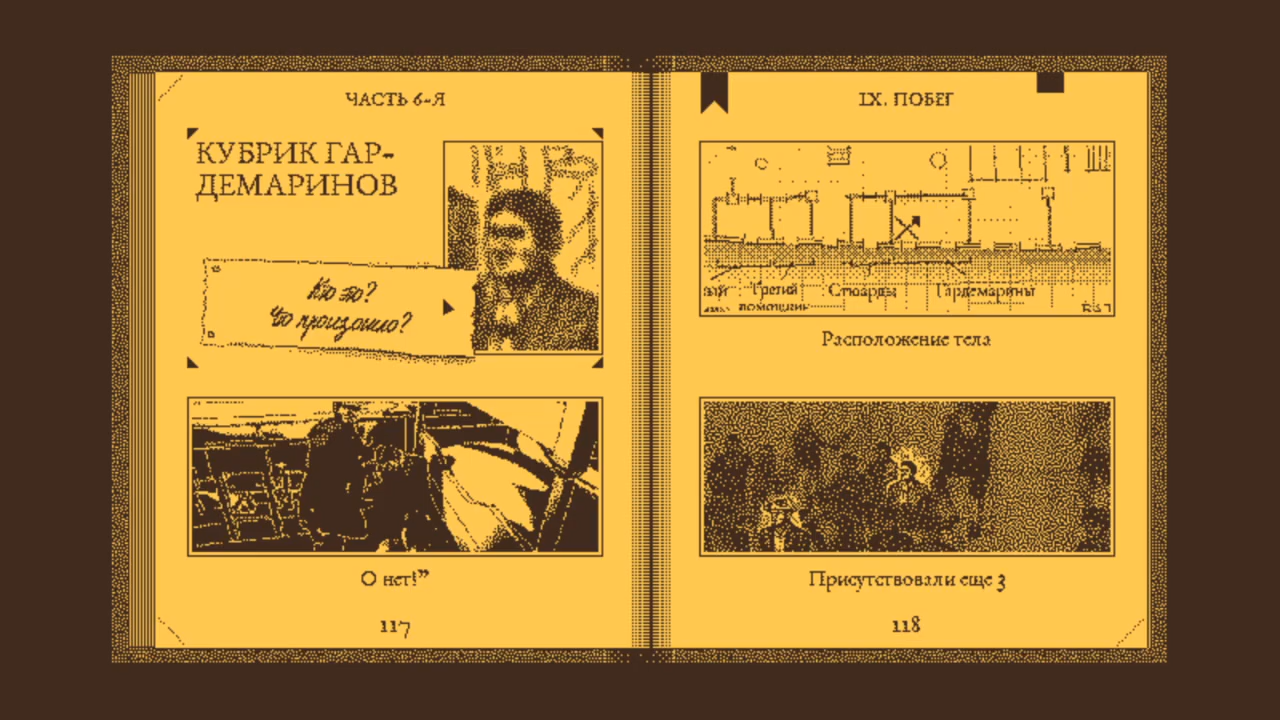 ЧАСТЬ 6-Я
КУБРИК ГАР-
ДЕМАРИНОВ
Кто это?
Что произошло?
О нет!”
117
IX. ПОБЕГ
Третий Стюарды Гардемарины
помощник
Расположение тела
Присутствовали еще 3
118